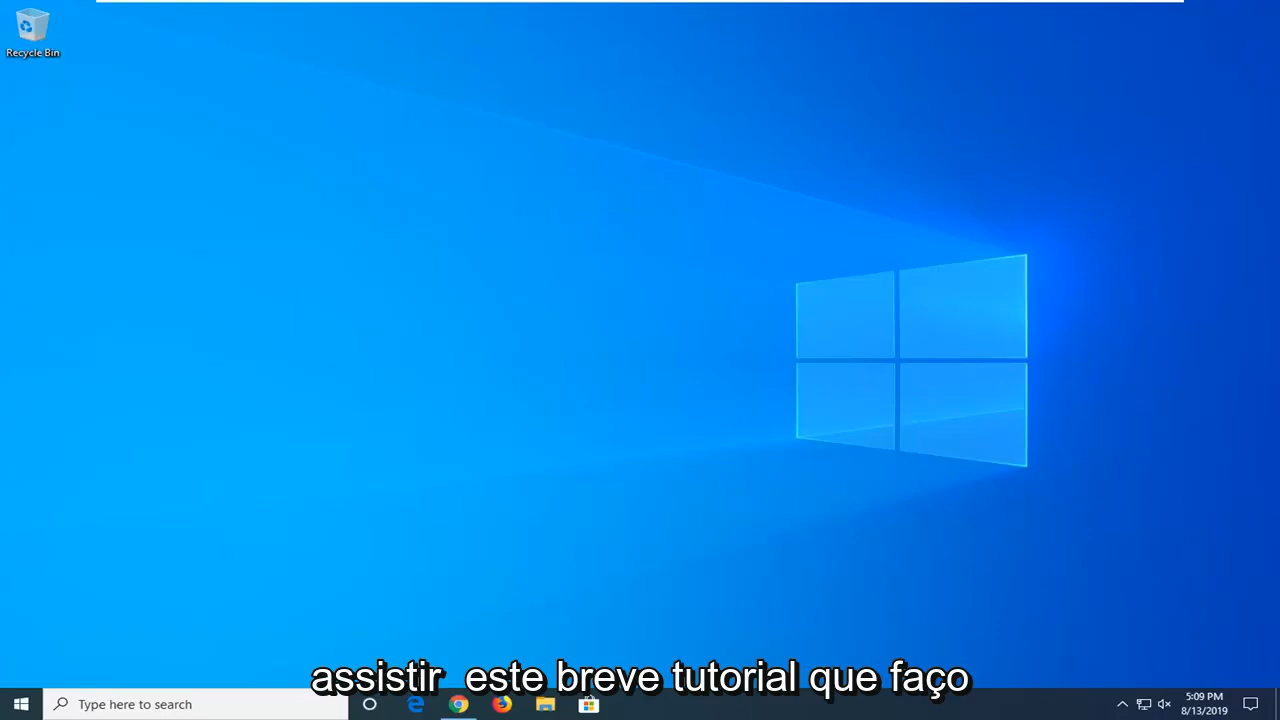 Recycle Bin
assistir este breve tutorial que faço
Type here to search
5:09 PM
8/13/2019